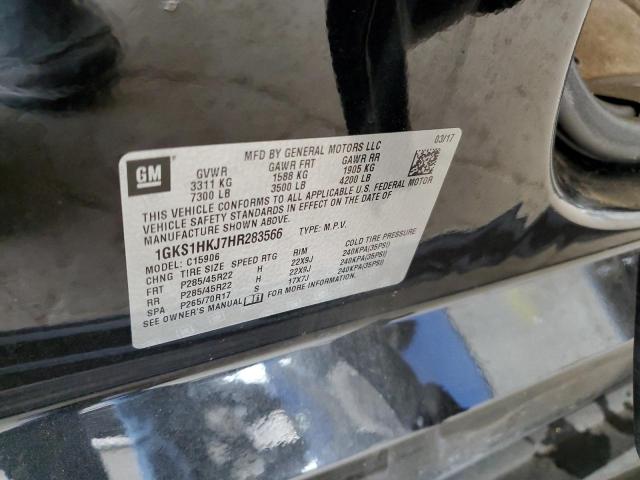 MFD BY GENERAL MOTORS LLC 03/17
GM GVWR GAWR FRT GAWR RR
3311 KG 1588 KG 1905 KG
7300 LB 3500 LB 4200 LB
THIS VEHICLE CONFORMS TO ALL APPLICABLE U.S. FEDERAL MOTOR
VEHICLE SAFETY STANDARDS IN EFFECT ON THE DATE OF
MANUFACTURE SHOWN ABOVE.
1GKS1HKJ7HR283566 TYPE: M.P.V.
MODEL: C15906
CHNG TIRE SIZE SPEED RTG RIM COLD TIRE PRESSURE
FRT P285/45R22 H 22X9J 240KPA(35PSI)
RR P285/45R22 H 22X9J 240KPA(35PSI)
SPA P265/70R17 S 17X7J 240KPA(35PSI)
SEE OWNER'S MANUAL